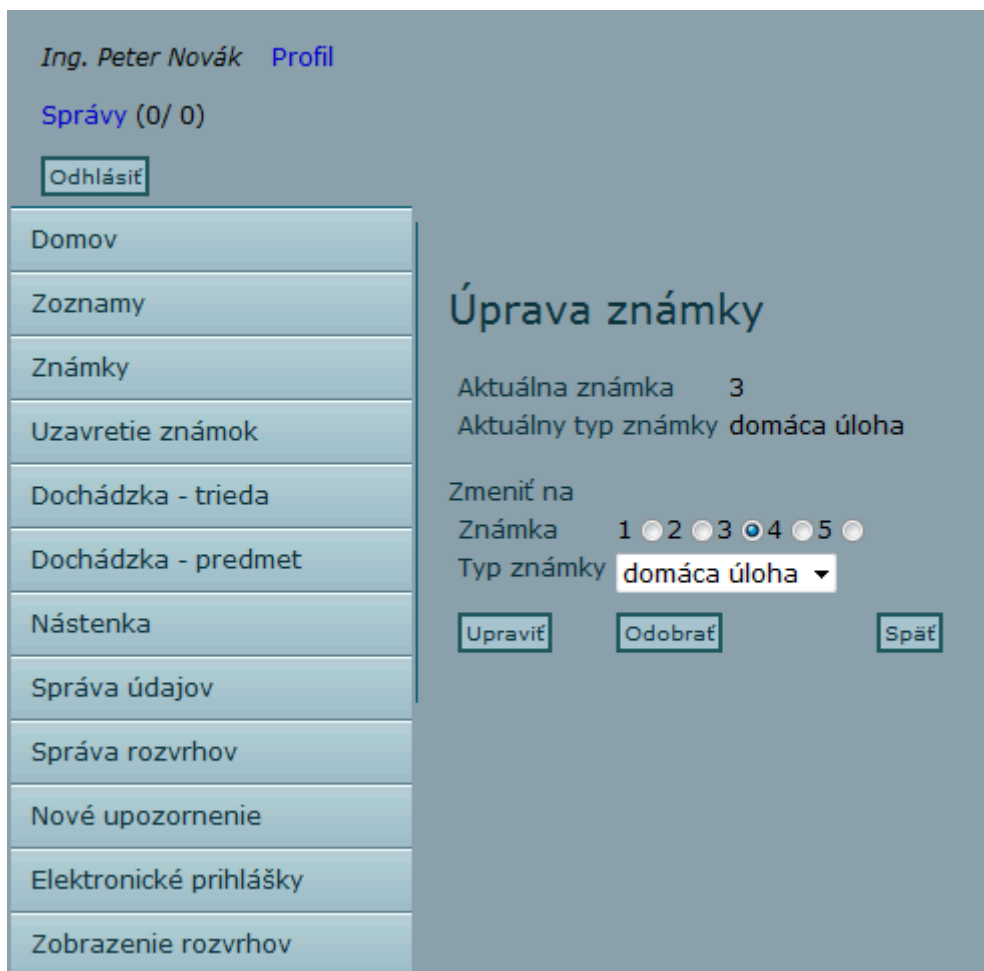 Ing. Peter Novák Profil
Správy (0/ 0)
Odhlásiť
Domov
Zoznamy
Známky
Uzavretie známok
Dochádzka - trieda
Dochádzka - predmet
Nástenka
Správa údajov
Správa rozvrhov
Nové upozornenie
Elektronické prihlášky
Zobrazenie rozvrhov
Úprava známky
Aktuálna známka 3
Aktuálny typ známky domáca úloha
Zmeniť na
Známka 1 2 3 4 5
Typ známky domáca úloha
Upraviť Odobrať Späť